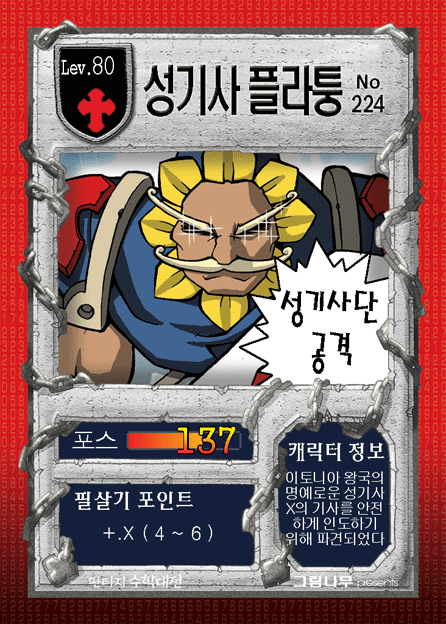 Lev.80
성기사 플라통
No
224
성기사단
공격
포스 137
필살기 포인트
+.X ( 4 ~ 6 )
캐릭터 정보
이토니아 왕국의
명예로운 성기사
X의 기사를 안전
하게 인도하기
위해 파견되었다
판타지 수학대전
그림나무 presents